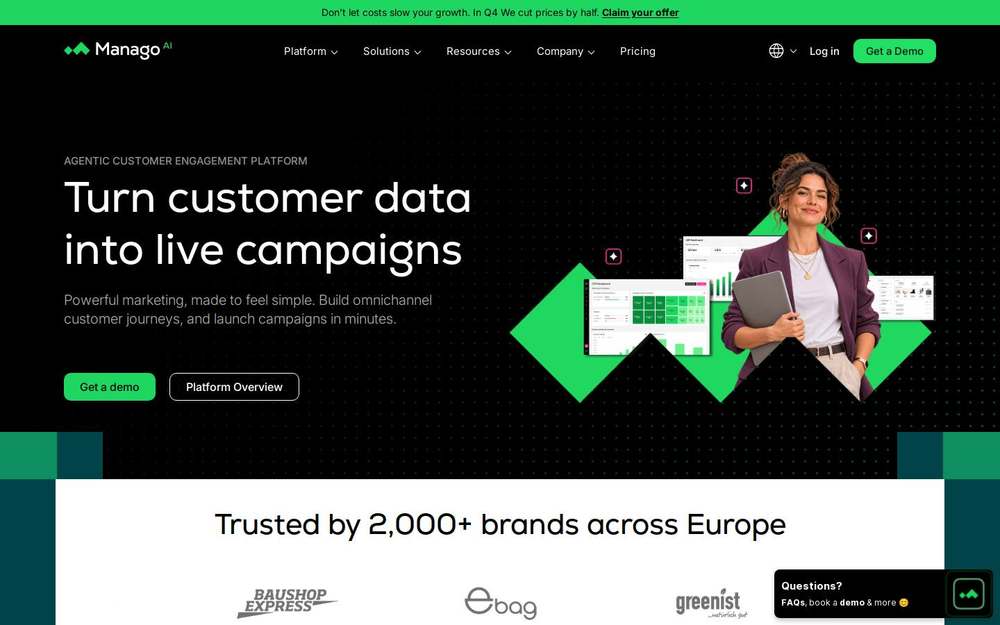 Don't let costs slow your growth. In Q4 We cut prices by half. Claim your offer
Manago AI
Platform
Solutions
Resources
Company
Pricing
Log in
Get a Demo
AGENTIC CUSTOMER ENGAGEMENT PLATFORM
Turn customer data
into live campaigns
Powerful marketing, made to feel simple. Build omnichannel
customer journeys, and launch campaigns in minutes.
Get a demo
Platform Overview
Trusted by 2,000+ brands across Europe
BAUSHOP
EXPRESS
ebag
greenist
...natürlich gut
Questions?
FAQs, book a demo & more 😊